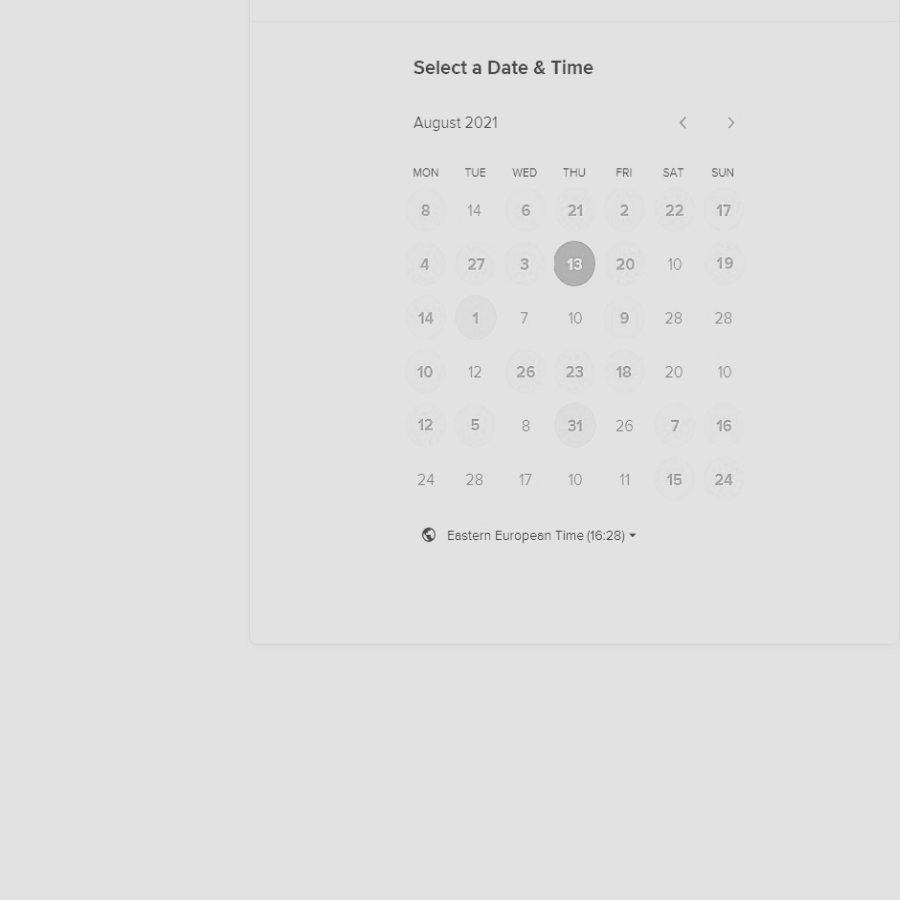 Select a Date & Time
August 2021
MON TUE WED THU FRI SAT SUN
8 14 6 21 2 22 17
4 27 3 13 20 10 19
14 1 7 10 9 28 28
10 12 26 23 18 20 10
12 5 8 31 26 7 16
24 28 17 10 11 15 24
Eastern European Time (16:28)